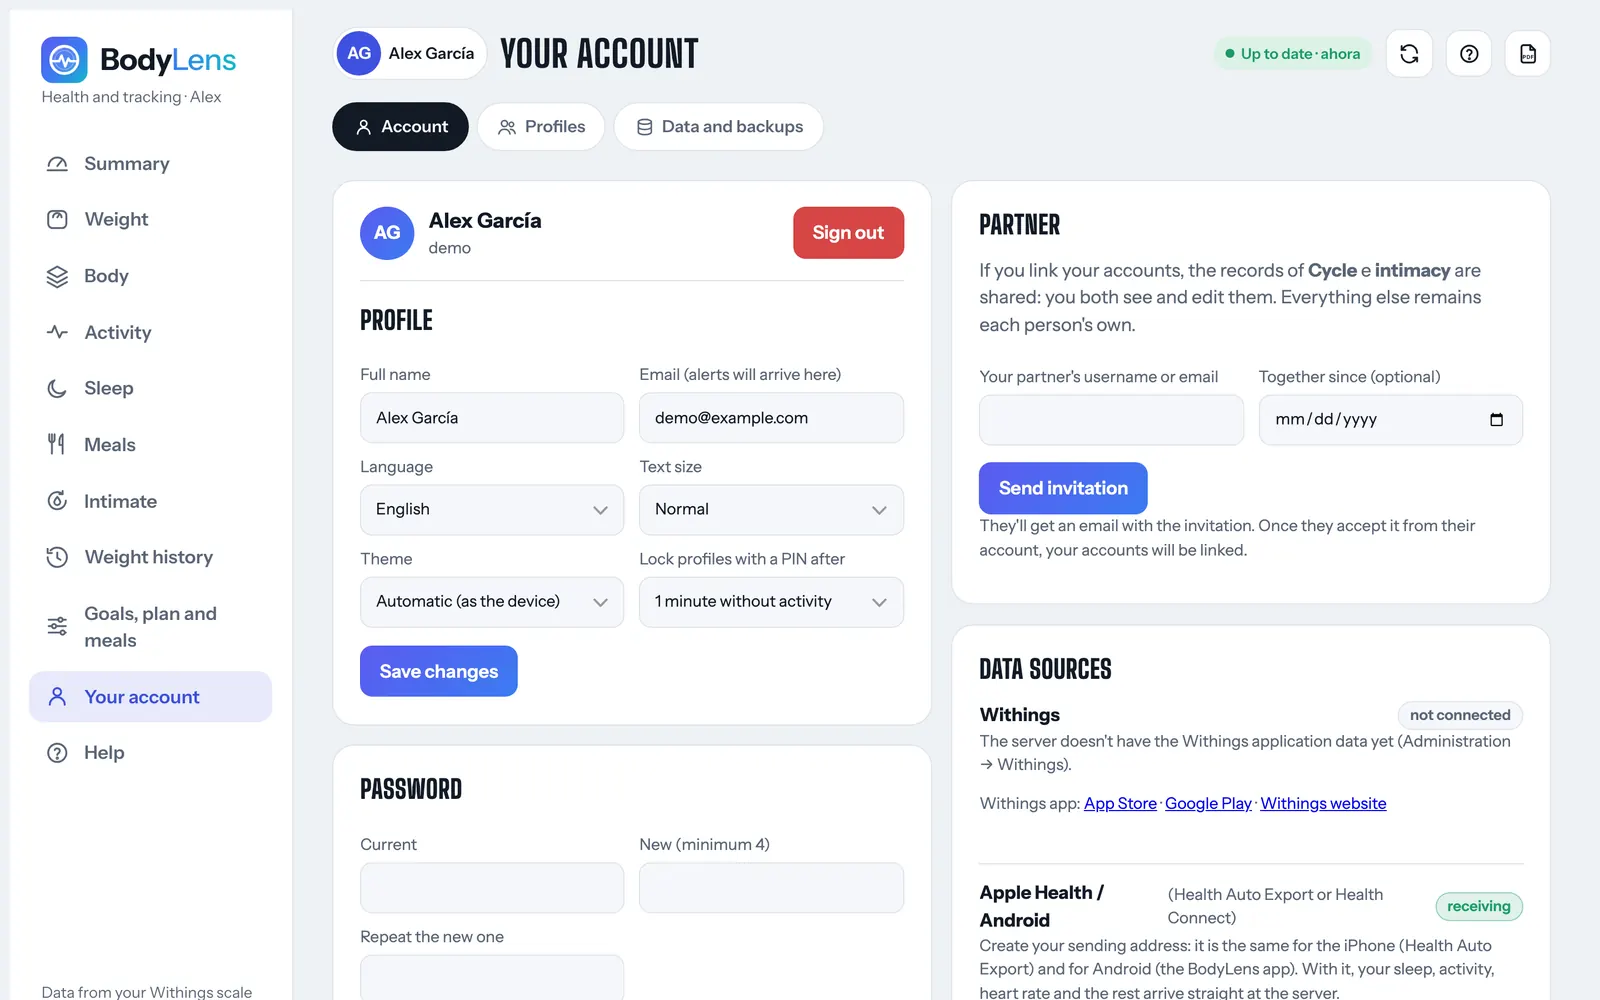 BodyLens
Health and tracking · Alex
Summary
Weight
Body
Activity
Sleep
Meals
Intimate
Weight history
Goals, plan and
meals
Your account
Help
Data from your Withings scale
AG Alex García
YOUR ACCOUNT
Up to date · ahora
PDF
Account
Profiles
Data and backups
AG
Alex García
demo
Sign out
PROFILE
Full name
Email (alerts will arrive here)
Alex García
demo@example.com
Language
Text size
English
Normal
Theme
Lock profiles with a PIN after
Automatic (as the device)
1 minute without activity
Save changes
PASSWORD
Current
New (minimum 4)
Repeat the new one
PARTNER
If you link your accounts, the records of Cycle e intimacy are
shared: you both see and edit them. Everything else remains
each person's own.
Your partner's username or email
Together since (optional)
mm/dd/yyyy
Send invitation
They'll get an email with the invitation. Once they accept it from their
account, your accounts will be linked.
DATA SOURCES
Withings
not connected
The server doesn't have the Withings application data yet (Administration
→ Withings).
Withings app: App Store · Google Play · Withings website
Apple Health /
Android
(Health Auto Export or Health
Connect)
receiving
Create your sending address: it is the same for the iPhone (Health Auto
Export) and for Android (the BodyLens app). With it, your sleep, activity,
heart rate and the rest arrive straight at the server.